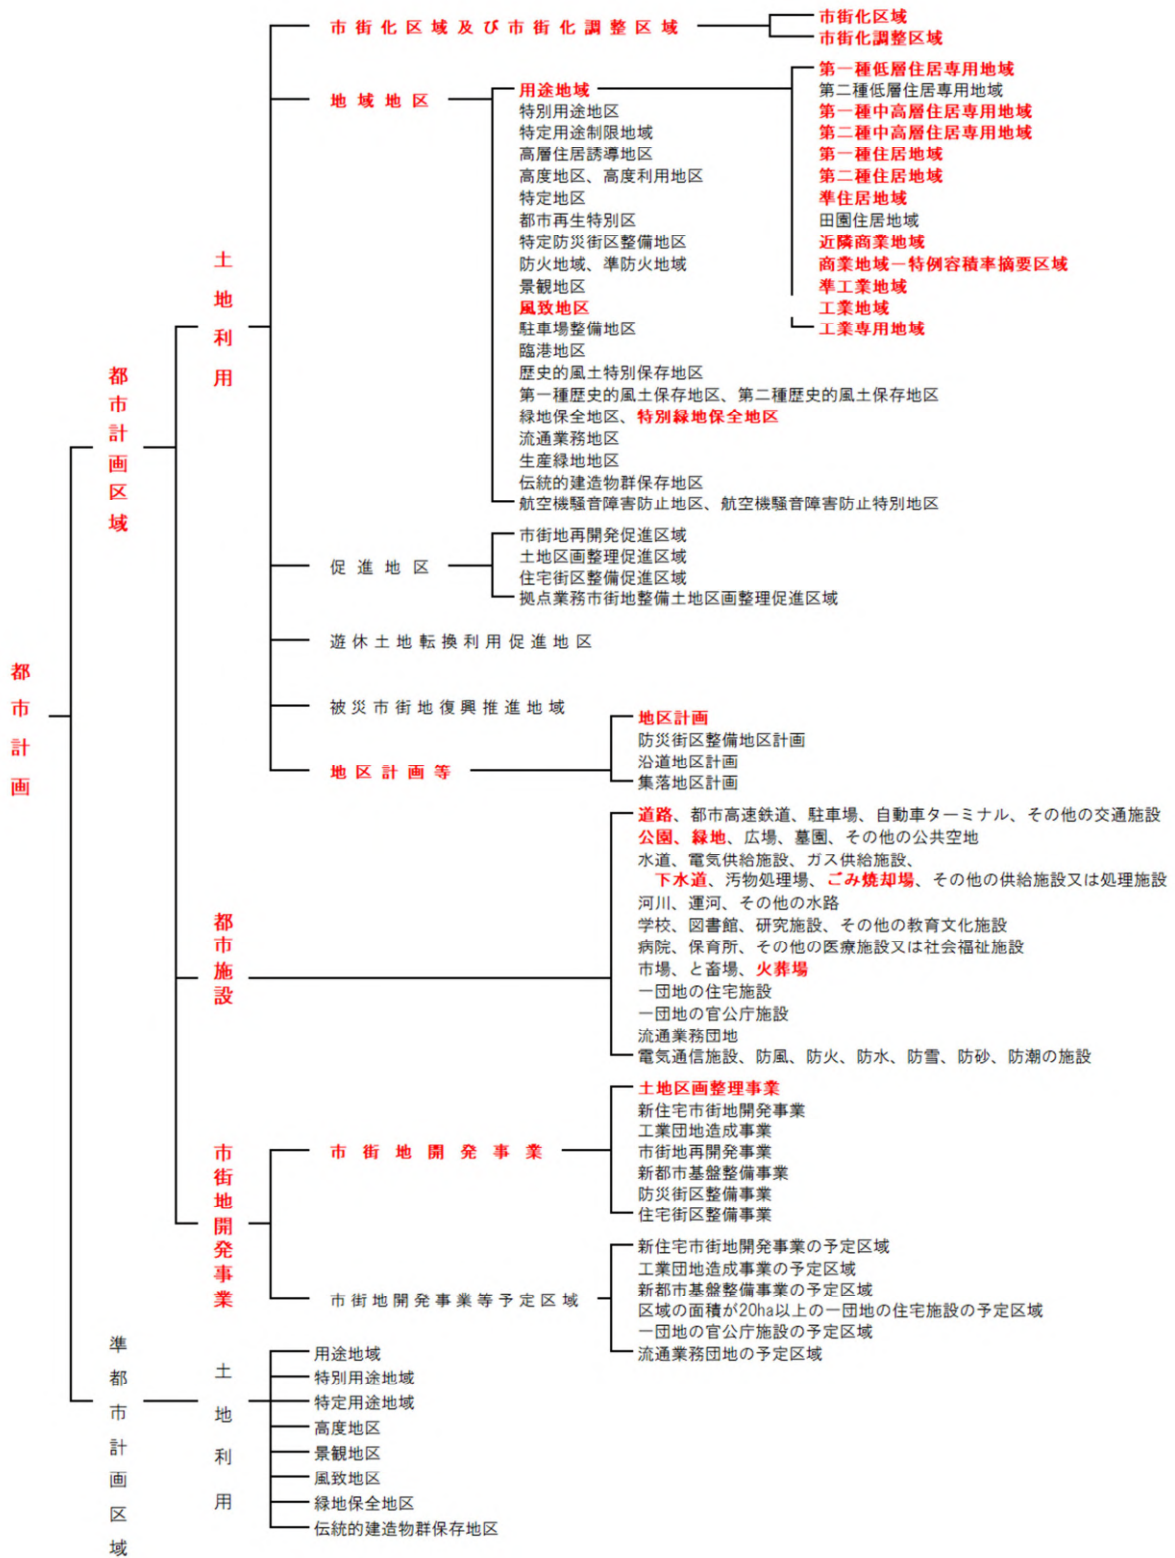 都市計画
都市計画区域
土地利用
市街化区域及び市街化調整区域
市街化区域
市街化調整区域
地域地区
用途地域
第一種低層住居専用地域
第二種低層住居専用地域
第一種中高層住居専用地域
第二種中高層住居専用地域
第一種住居地域
第二種住居地域
準住居地域
田園住居地域
近隣商業地域
商業地域－特例容積率摘要区域
準工業地域
工業地域
工業専用地域
特別用途地区
特定用途制限地域
高層住居誘導地区
高度地区、高度利用地区
特定地区
都市再生特別区
特定防災街区整備地区
防火地域、準防火地域
景観地区
風致地区
駐車場整備地区
臨港地区
歴史的風土特別保存地区
第一種歴史的風土保存地区、第二種歴史的風土保存地区
緑地保全地区、特別緑地保全地区
流通業務地区
生産緑地地区
伝統的建造物群保存地区
航空機騒音障害防止地区、航空機騒音障害防止特別地区
促進地区
市街地再開発促進区域
土地区画整理促進区域
住宅街区整備促進区域
拠点業務市街地整備土地区画整理促進区域
遊休土地転換利用促進地区
被災市街地復興推進地域
地区計画等
地区計画
防災街区整備地区計画
沿道地区計画
集落地区計画
都市施設
道路、都市高速鉄道、駐車場、自動車ターミナル、その他の交通施設
公園、緑地、広場、墓園、その他の公共空地
水道、電気供給施設、ガス供給施設、
下水道、汚物処理場、ごみ焼却場、その他の供給施設又は処理施設
河川、運河、その他の水路
学校、図書館、研究施設、その他の教育文化施設
病院、保育所、その他の医療施設又は社会福祉施設
市場、と畜場、火葬場
一団地の住宅施設
一団地の官公庁施設
流通業務団地
電気通信施設、防風、防火、防水、防雪、防砂、防潮の施設
市街地開発事業
市街地開発事業
土地区画整理事業
新住宅市街地開発事業
工業団地造成事業
市街地再開発事業
新都市基盤整備事業
防災街区整備事業
住宅街区整備事業
市街地開発事業等予定区域
新住宅市街地開発事業の予定区域
工業団地造成事業の予定区域
新都市基盤整備事業の予定区域
区域の面積が20ha以上の一団地の住宅施設の予定区域
一団地の官公庁施設の予定区域
流通業務団地の予定区域
準都市計画区域
土地利用
用途地域
特別用途地域
特定用途地域
高度地区
景観地区
風致地区
緑地保全地区
伝統的建造物群保存地区